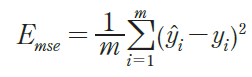 E_{mse} = \frac{1}{m} \sum_{i=1}^{m} (\hat{y}_i - y_i)^2